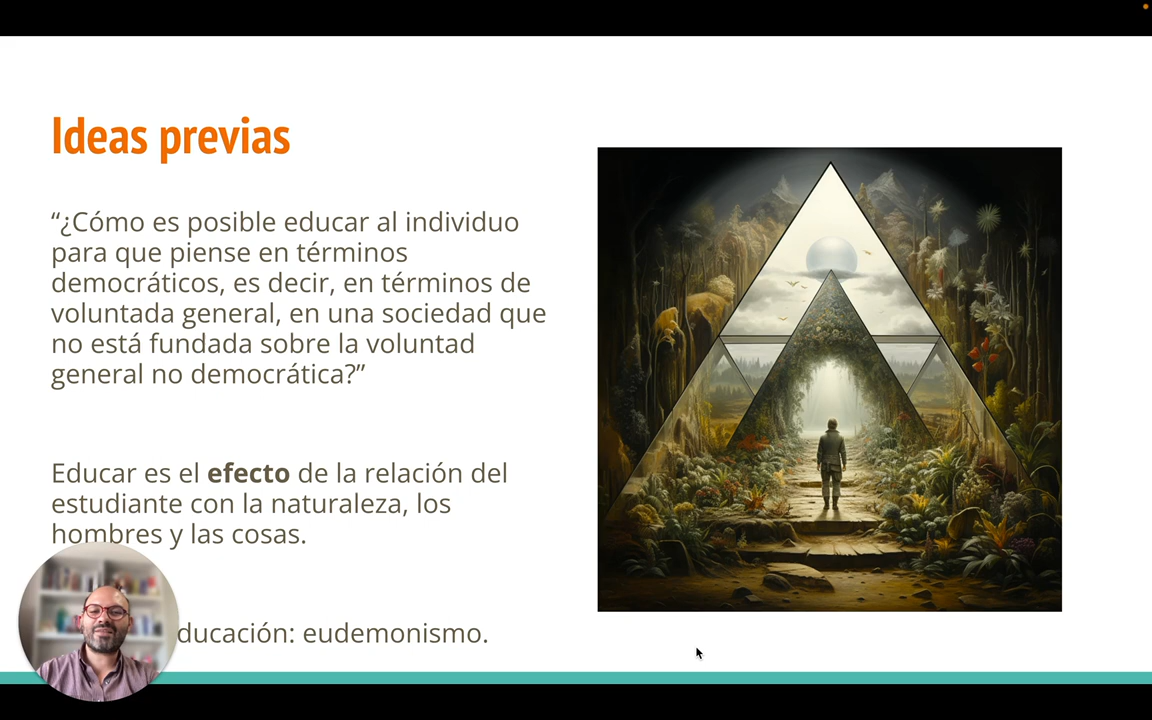 Ideas previas
“¿Cómo es posible educar al individuo
para que piense en términos
democráticos, es decir, en términos de
voluntada general, en una sociedad que
no está fundada sobre la voluntad
general no democrática?”
Educar es el efecto de la relación del
estudiante con la naturaleza, los
hombres y las cosas.
ducación: eudemonismo.